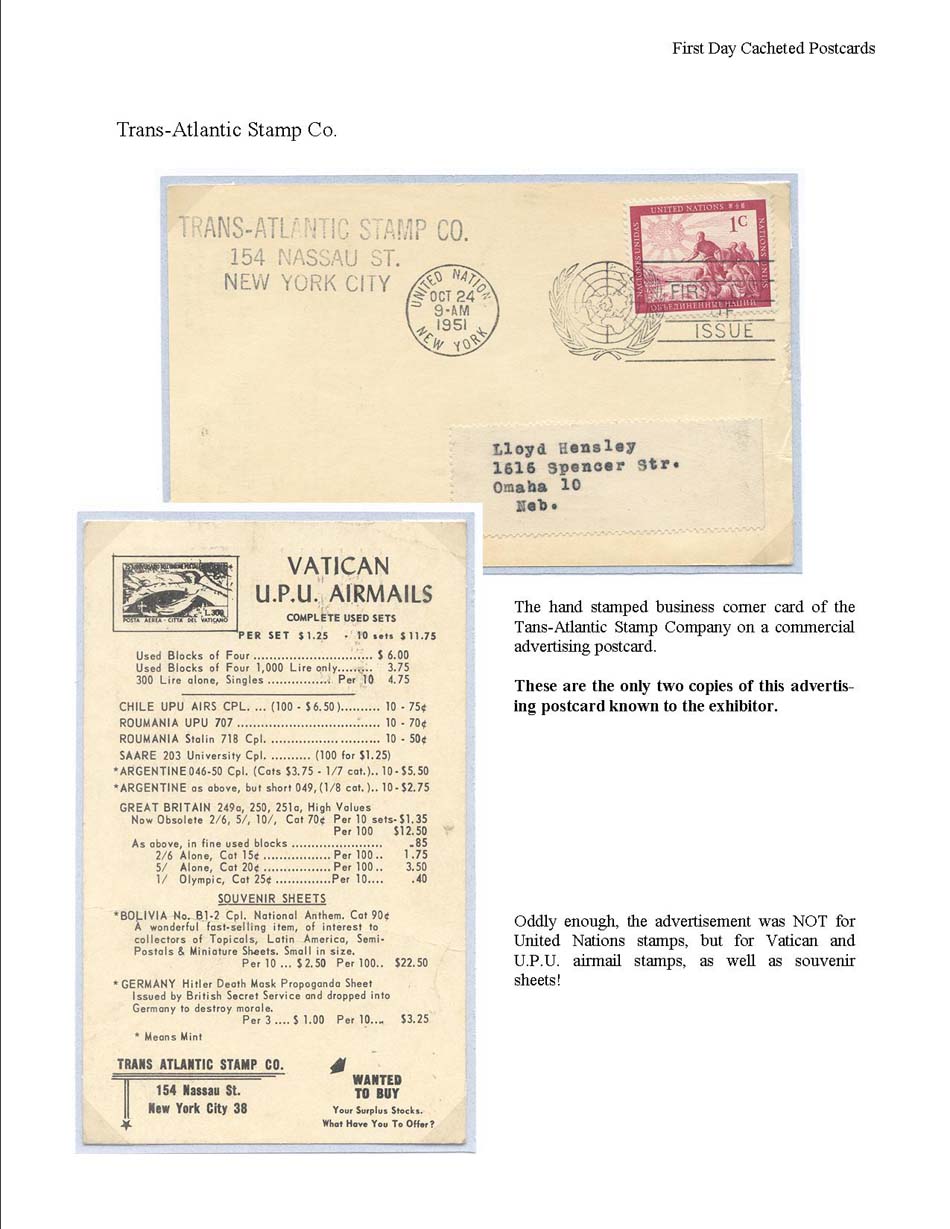 First Day Cacheted Postcards
Trans-Atlantic Stamp Co.
TRANS-ATLANTIC STAMP CO.
154 NASSAU ST.
NEW YORK CITY
UNITED NATION
OCT 24
9-AM
1951
NEW YORK
UNITED NATIONS
1C
NACIONES UNIDAS
NATIONS UNIES
ОБЪЕДИНЕННЫЕ НАЦИИ
FIRS
OF
ISSUE
Lloyd Hensley
1616 Spencer Str.
Omaha 10
Neb.
L.300
POSTA AEREA - CITTA DEL VATICANO
VATICAN
U.P.U. AIRMAILS
COMPLETE USED SETS
PER SET $1.25 - 10 sets $11.75
Used Blocks of Four .............................. $ 6.00
Used Blocks of Four 1,000 Lire only......... 3.75
300 Lire alone, Singles ................ Per 10 4.75
CHILE UPU AIRS CPL. ... (100 - $6.50).......... 10 - 75¢
ROUMANIA UPU 707 ..................................... 10 - 70¢
ROUMANIA Stalin 718 Cpl. ............................ 10 - 50¢
SAARE 203 University Cpl. .......... (100 for $1.25)
*ARGENTINE 046-50 Cpl. (Cats $3.75 - 1/7 cat.).. 10-$5.50
*ARGENTINE as above, but short 049, (1/8 cat.).. 10-$2.75
GREAT BRITAIN 249a, 250, 251a, High Values
Now Obsolete 2/6, 5/, 10/, Cat 70¢ Per 10 sets-$1.35
Per 100 $12.50
As above, in fine used blocks ....................... .85
2/6 Alone, Cat 15¢ ................. Per 100.. 1.75
5/ Alone, Cat 20¢ ................. Per 100.. 3.50
1/ Olympic, Cat 25¢ ..............Per 10.... .40
SOUVENIR SHEETS
*BOLIVIA No. B1-2 Cpl. National Anthem. Cat 90¢
A wonderful fast-selling item, of interest to
collectors of Topicals, Latin America, Semi-
Postals & Miniature Sheets. Small in size.
Per 10 ... $2.50 Per 100.. $22.50
* GERMANY Hitler Death Mask Propoganda Sheet
Issued by British Secret Service and dropped into
Germany to destroy morale.
Per 3 .... $ 1.00 Per 10.... $3.25
* Means Mint
TRANS ATLANTIC STAMP CO.
154 Nassau St.
New York City 38
WANTED
TO BUY
Your Surplus Stocks.
What Have You To Offer?
The hand stamped business corner card of the
Tans-Atlantic Stamp Company on a commercial
advertising postcard.
These are the only two copies of this advertis-
ing postcard known to the exhibitor.
Oddly enough, the advertisement was NOT for
United Nations stamps, but for Vatican and
U.P.U. airmail stamps, as well as souvenir
sheets!